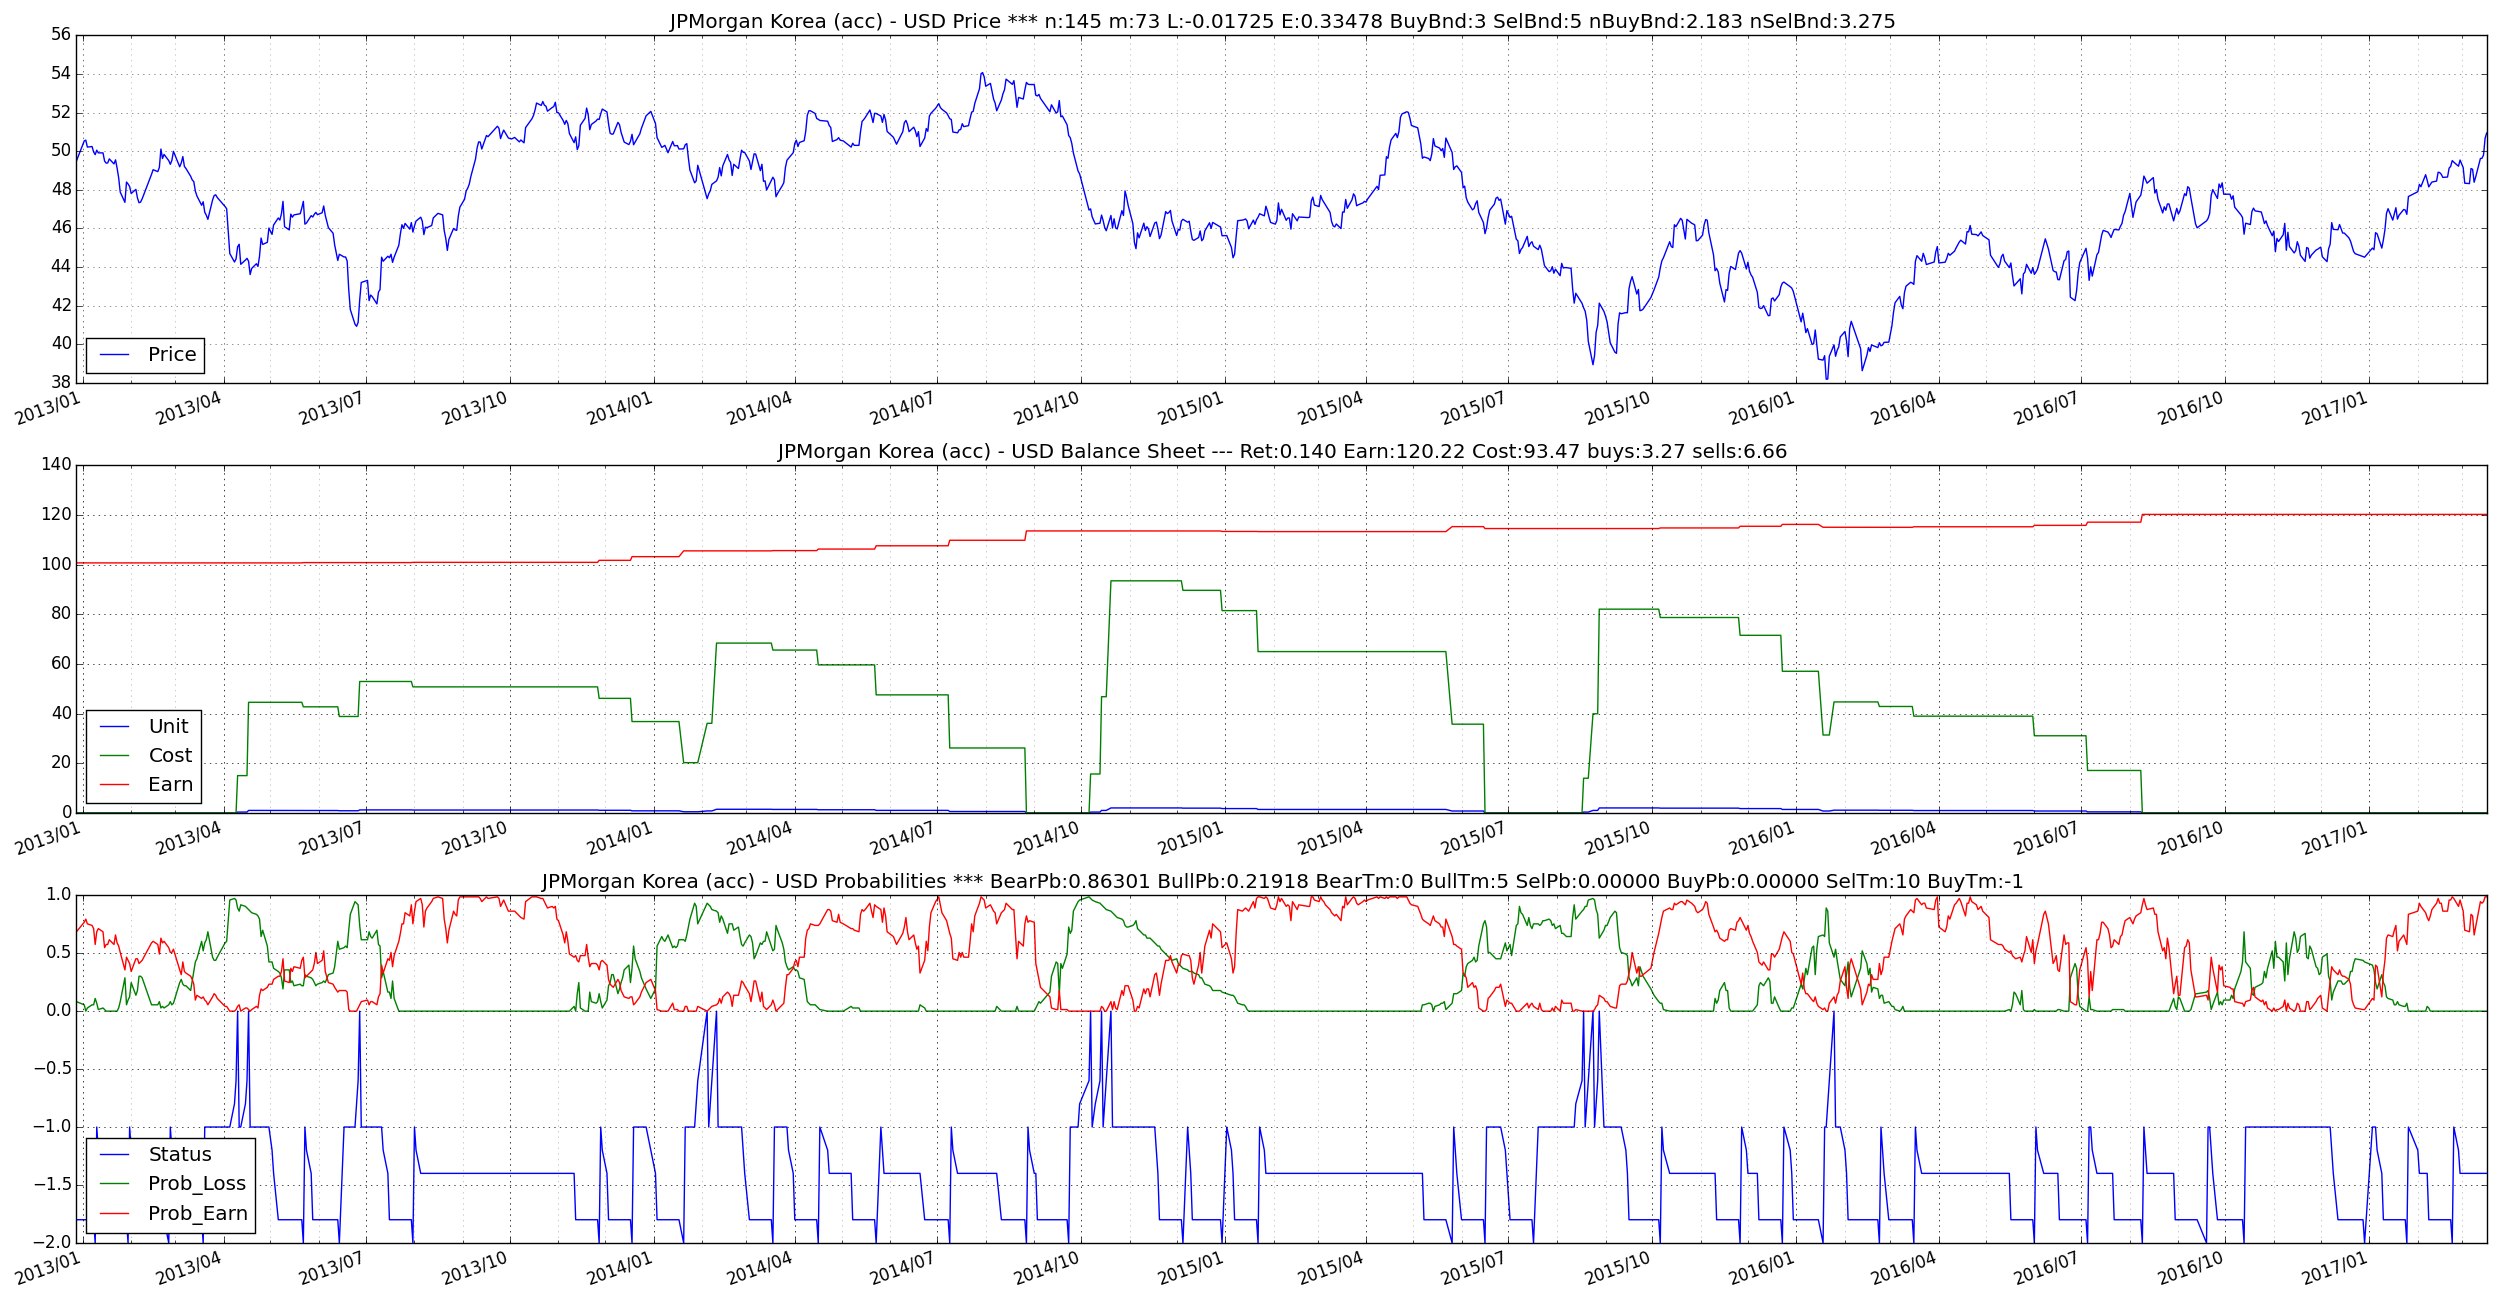 JPMorgan Korea (acc) - USD Price *** n:145 m:73 L:-0.01725 E:0.33478 BuyBnd:3 SelBnd:5 nBuyBnd:2.183 nSelBnd:3.275
56
54
52
50
48
46
44
42
40
38
Price
2013/01 2013/04 2013/07 2013/10 2014/01 2014/04 2014/07 2014/10 2015/01 2015/04 2015/07 2015/10 2016/01 2016/04 2016/07 2016/10 2017/01
JPMorgan Korea (acc) - USD Balance Sheet --- Ret:0.140 Earn:120.22 Cost:93.47 buys:3.27 sells:6.66
140
120
100
80
60
40
20
0
Unit
Cost
Earn
2013/01 2013/04 2013/07 2013/10 2014/01 2014/04 2014/07 2014/10 2015/01 2015/04 2015/07 2015/10 2016/01 2016/04 2016/07 2016/10 2017/01
JPMorgan Korea (acc) - USD Probabilities *** BearPb:0.86301 BullPb:0.21918 BearTm:0 BullTm:5 SelPb:0.00000 BuyPb:0.00000 SelTm:10 BuyTm:-1
1.0
0.5
0.0
−0.5
−1.0
−1.5
−2.0
Status
Prob_Loss
Prob_Earn
2013/01 2013/04 2013/07 2013/10 2014/01 2014/04 2014/07 2014/10 2015/01 2015/04 2015/07 2015/10 2016/01 2016/04 2016/07 2016/10 2017/01